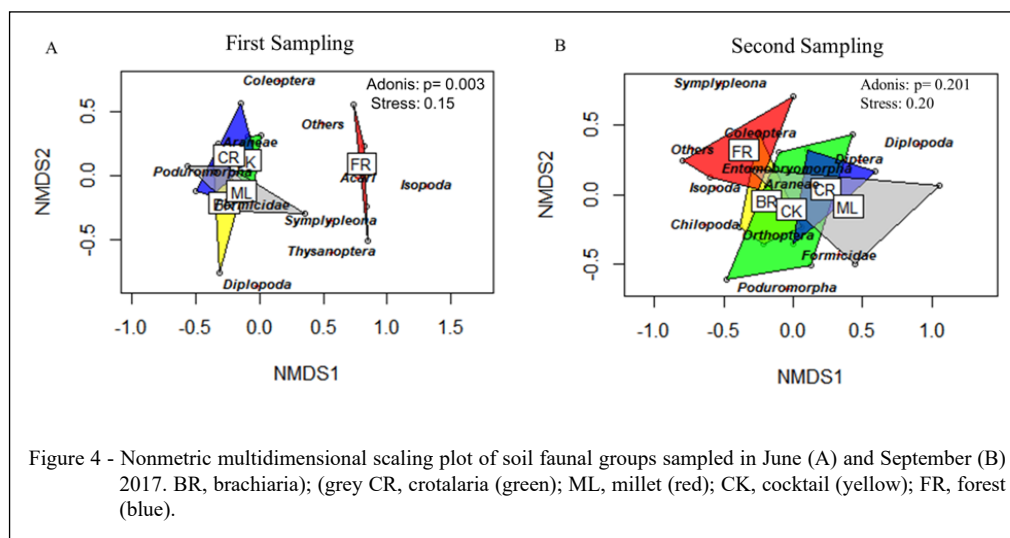 A
First Sampling
Adonis: p= 0.003
Stress: 0.15
Coleoptera
Others
Araneae
CR
K
FR
Poduromorpha
Acari
ML
Isopoda
Formicidae
Symplypleona
Thysanoptera
Diplopoda
0.5
0.0
-0.5
NMDS2
-1.0
-0.5
0.0
0.5
1.0
1.5
NMDS1
B
Second Sampling
Adonis: p= 0.201
Stress: 0.20
Symplypleona
Coleoptera
Others
FR
Diplopoda
Diptera
Entomobryomorpha
Isopoda
Araneae
CR
BR
CK
ML
Chilopoda
Orthoptera
Formicidae
Poduromorpha
0.5
0.0
-0.5
NMDS2
-1.0
-0.5
0.0
0.5
1.0
NMDS1
Figure 4 - Nonmetric multidimensional scaling plot of soil faunal groups sampled in June (A) and September (B)
2017. BR, brachiaria); (grey CR, crotalaria (green); ML, millet (red); CK, cocktail (yellow); FR, forest
(blue).